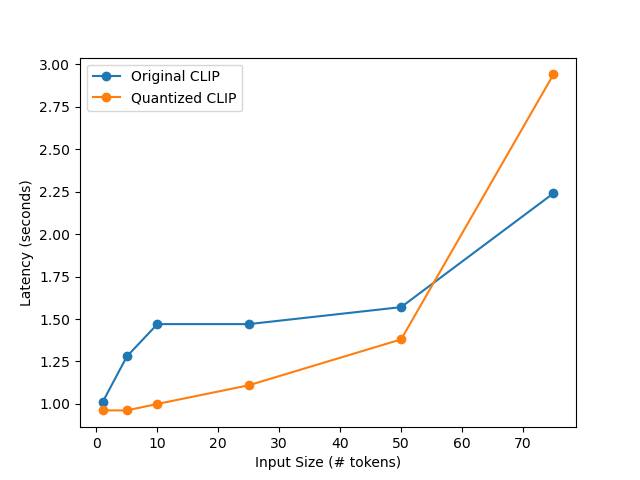 Original CLIP
Quantized CLIP
3.00
2.75
2.50
2.25
2.00
1.75
1.50
1.25
1.00
Latency (seconds)
0 10 20 30 40 50 60 70
Input Size (# tokens)